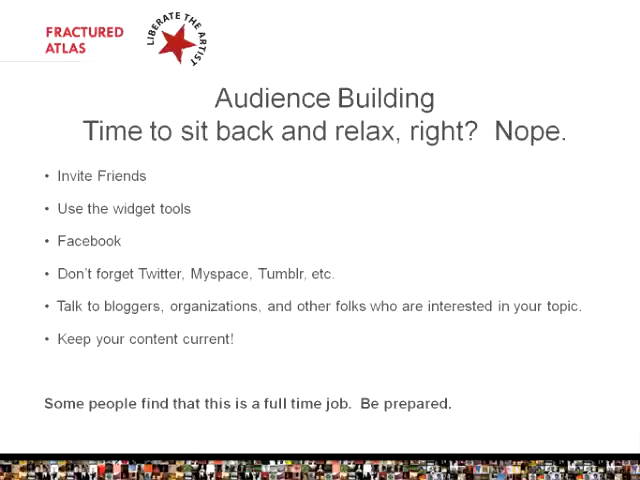 FRACTURED
ATLAS
LIBERATE THE ARTIST
Audience Building
Time to sit back and relax, right?  Nope.
• Invite Friends
• Use the widget tools
• Facebook
• Don't forget Twitter, Myspace, Tumblr, etc.
• Talk to bloggers, organizations, and other folks who are interested in your topic.
• Keep your content current!
Some people find that this is a full time job.  Be prepared.